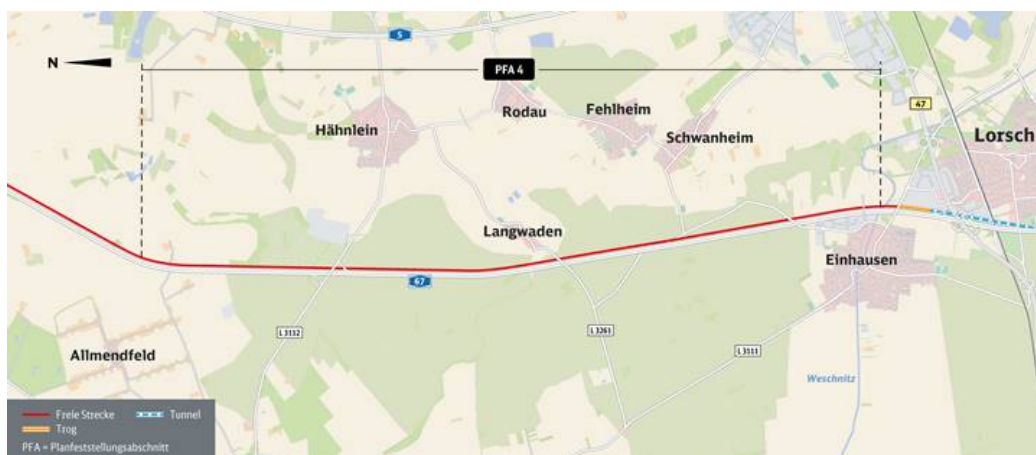 5
N
PFA 4
47
Hähnlein
Rodau
Fehlheim
Schwanheim
Lorsch
Langwaden
Einhausen
67
L 3112
L 3261
L 3111
Allmendfeld
Weschnitz
Freie Strecke
Tunnel
Trog
PFA = Planfeststellungsabschnitt